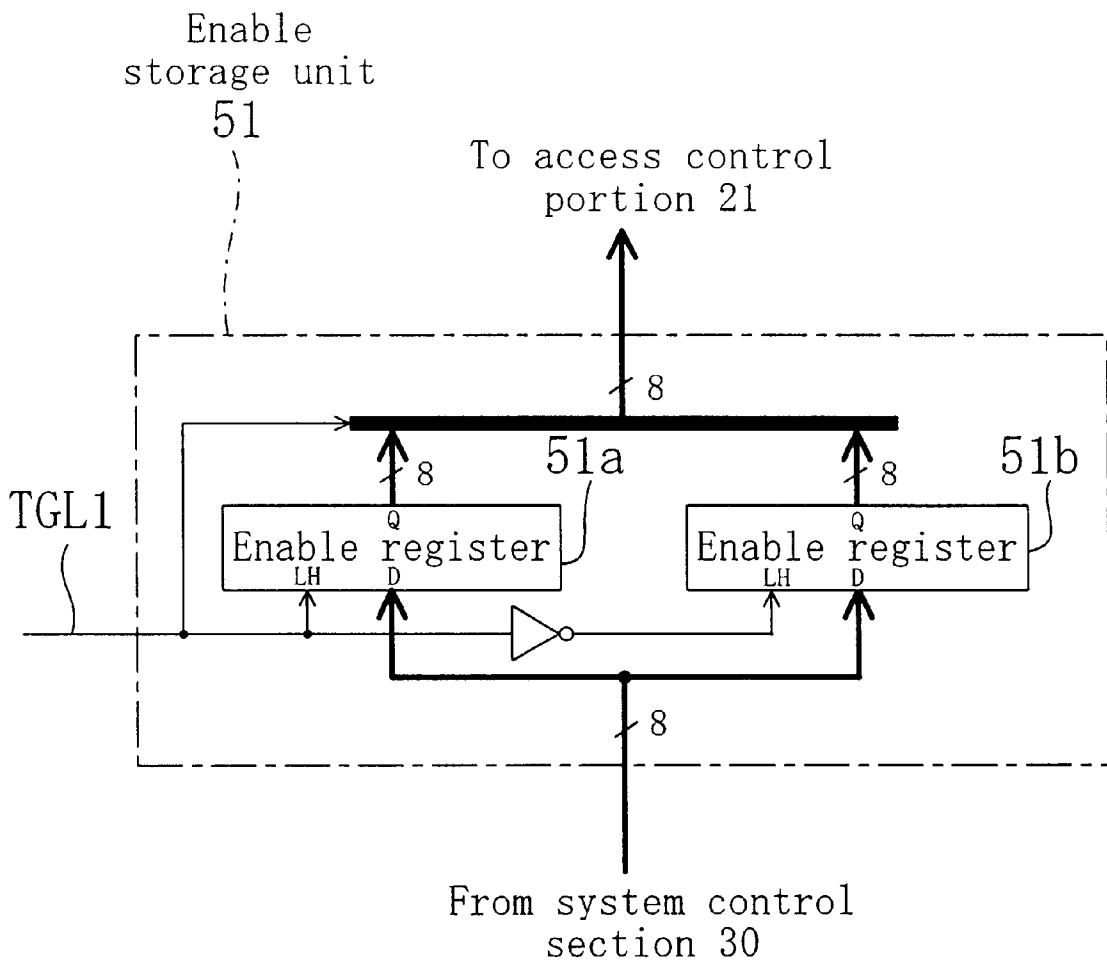 Enable
storage unit
51
To access control
portion 21
8
51a
51b
8
8
TGL1
Q
Enable register
LH D
Q
Enable register
LH D
8
From system control
section 30